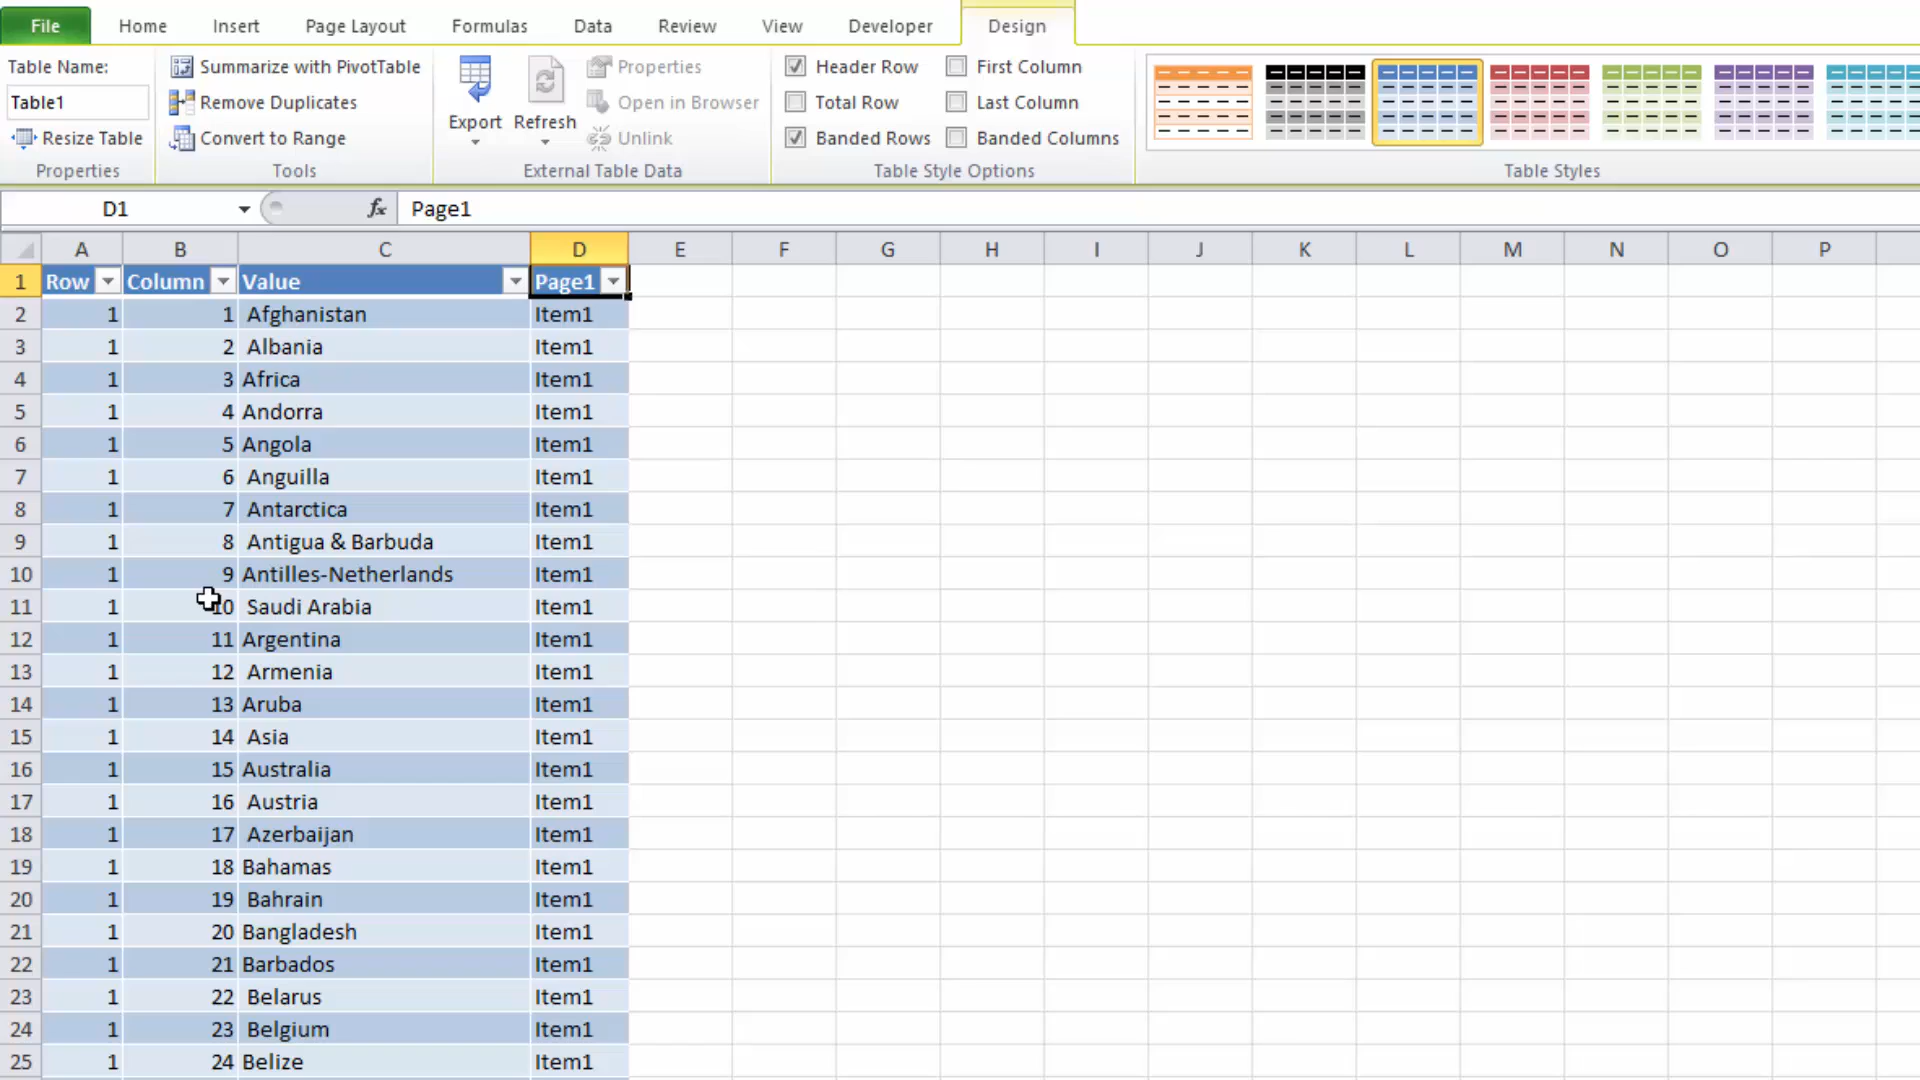 File Home Insert Page Layout Formulas Data Review View Developer Design
Table Name: Summarize with PivotTable Properties Header Row First Column
Table1 Remove Duplicates Export Refresh Open in Browser Total Row Last Column
Resize Table Convert to Range Unlink Banded Rows Banded Columns
Properties Tools External Table Data Table Style Options Table Styles
D1 fx Page1
A B C D E F G H I J K L M N O P
1 Row Column Value Page1
2 1 1 Afghanistan Item1
3 1 2 Albania Item1
4 1 3 Africa Item1
5 1 4 Andorra Item1
6 1 5 Angola Item1
7 1 6 Anguilla Item1
8 1 7 Antarctica Item1
9 1 8 Antigua & Barbuda Item1
10 1 9 Antilles-Netherlands Item1
11 1 10 Saudi Arabia Item1
12 1 11 Argentina Item1
13 1 12 Armenia Item1
14 1 13 Aruba Item1
15 1 14 Asia Item1
16 1 15 Australia Item1
17 1 16 Austria Item1
18 1 17 Azerbaijan Item1
19 1 18 Bahamas Item1
20 1 19 Bahrain Item1
21 1 20 Bangladesh Item1
22 1 21 Barbados Item1
23 1 22 Belarus Item1
24 1 23 Belgium Item1
25 1 24 Belize Item1